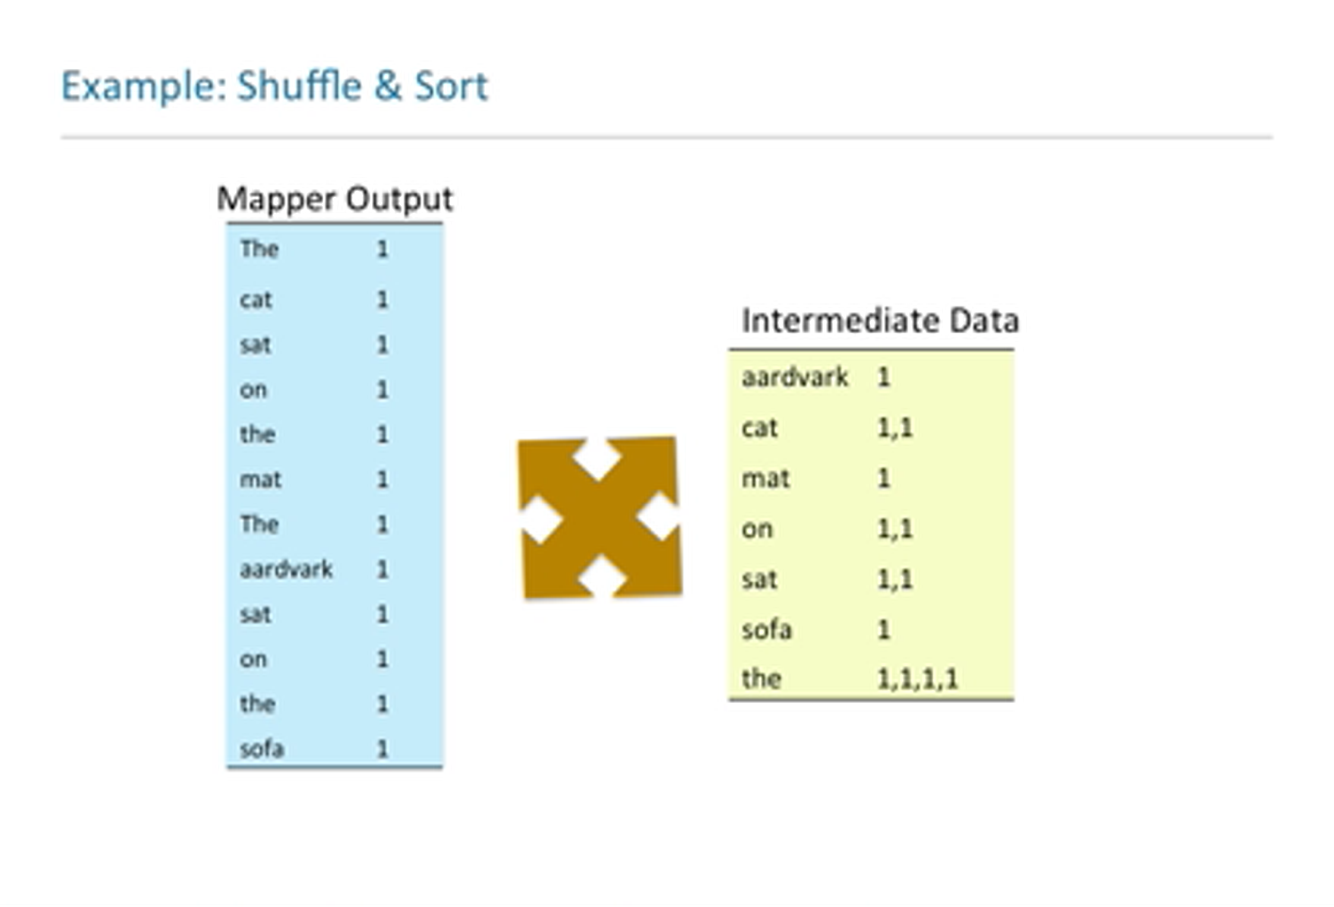 Example: Shuffle & Sort
Mapper Output
The 1
cat 1
sat 1
on 1
the 1
mat 1
The 1
aardvark 1
sat 1
on 1
the 1
sofa 1
Intermediate Data
aardvark 1
cat 1,1
mat 1
on 1,1
sat 1,1
sofa 1
the 1,1,1,1